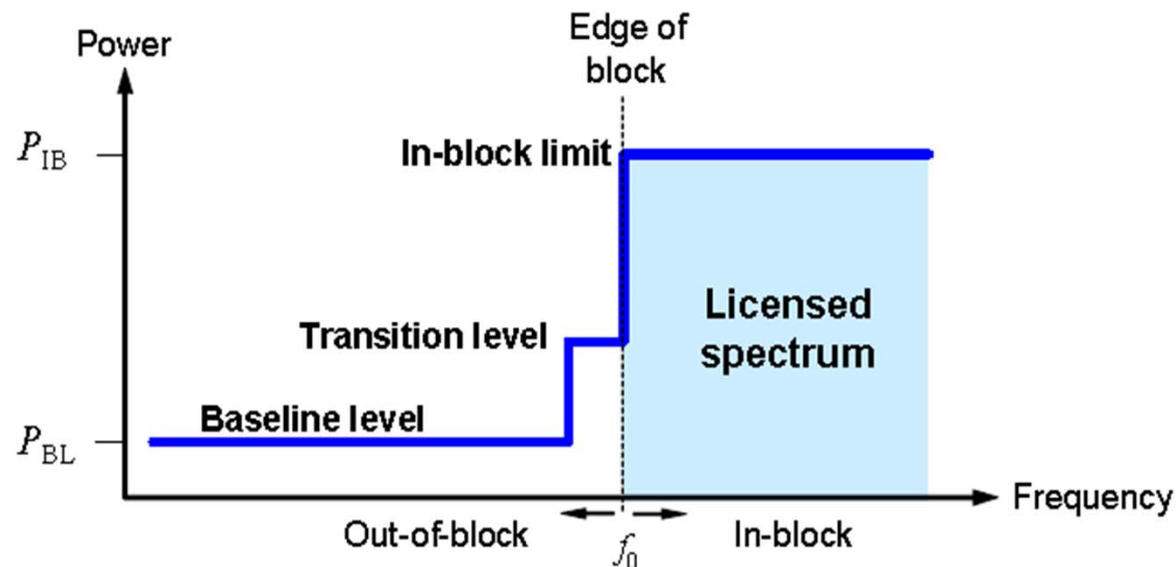 Power
Edge of
block
P_IB
In-block limit
Licensed
spectrum
Transition level
Baseline level
P_BL
Frequency
Out-of-block
f_0
In-block